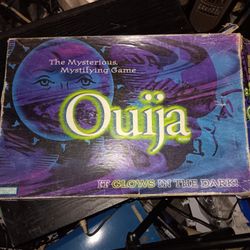 The Mysterious,
Mystifying Game
Ouija
IT GLOWS IN THE DARK!